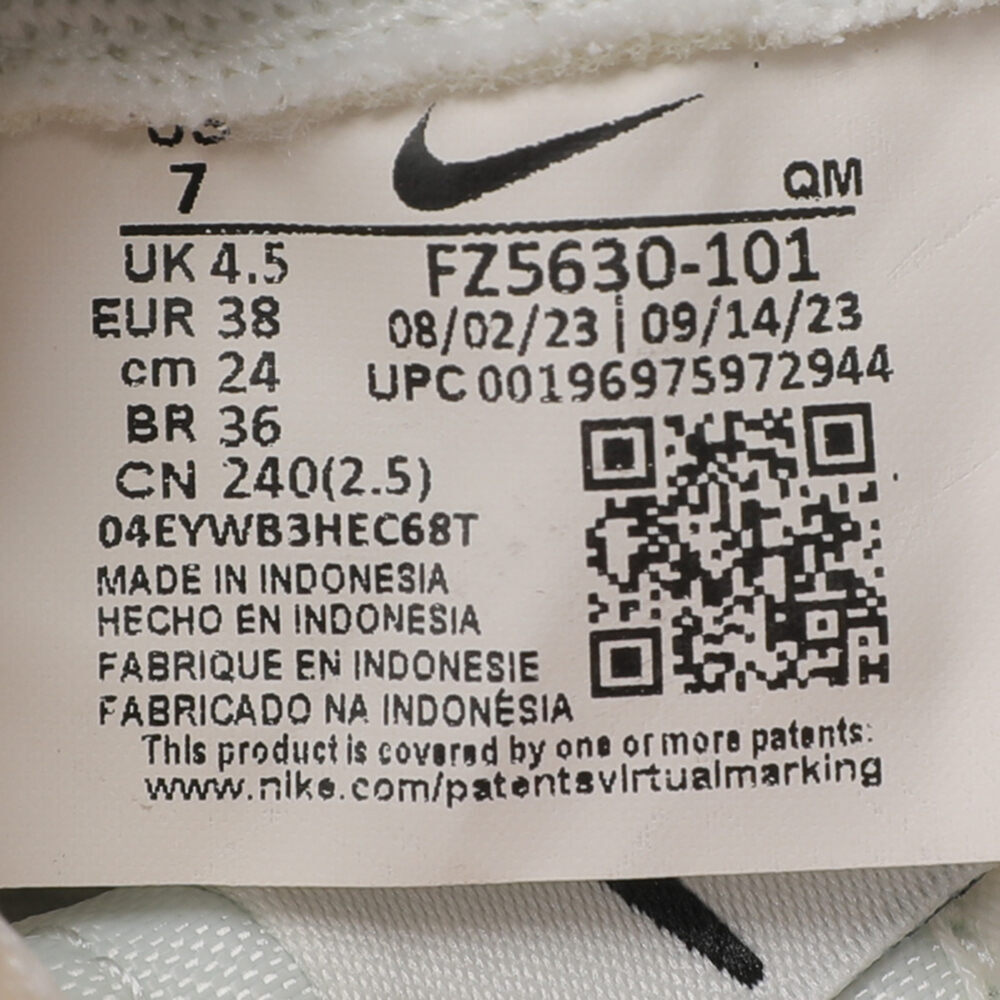 US
7
QM
UK 4.5
EUR 38
cm 24
BR 36
CN 240(2.5)
FZ5630-101
08/02/23 | 09/14/23
UPC 00196975972944
04EYWB3HEC68T
MADE IN INDONESIA
HECHO EN INDONESIA
FABRIQUE EN INDONESIE
FABRICADO NA INDONÉSIA
This product is covered by one or more patents:
www.nike.com/patentsvirtualmarking